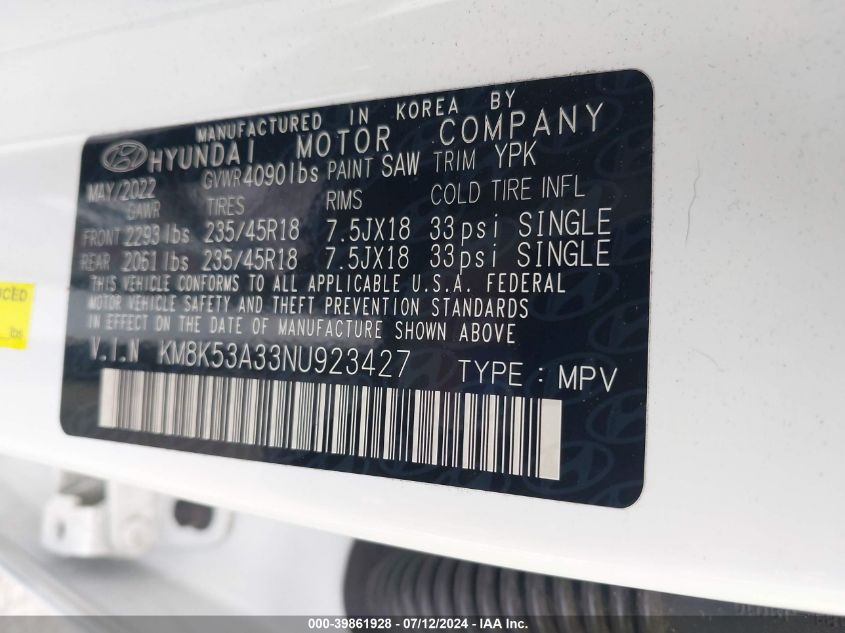 MANUFACTURED IN KOREA BY
HYUNDAI MOTOR COMPANY
MAY/2022 GVWR 4090lbs PAINT SAW TRIM YPK
GAWR TIRES RIMS COLD TIRE INFL
FRONT 2293lbs 235/45R18 7.5JX18 33psi SINGLE
REAR 2061lbs 235/45R18 7.5JX18 33psi SINGLE
THIS VEHICLE CONFORMS TO ALL APPLICABLE U.S.A. FEDERAL
MOTOR VEHICLE SAFETY AND THEFT PREVENTION STANDARDS
IN EFFECT ON THE DATE OF MANUFACTURE SHOWN ABOVE
V.I.N KM8K53A33NU923427 TYPE : MPV
lbs
000-39861928 - 07/12/2024 - IAA Inc.